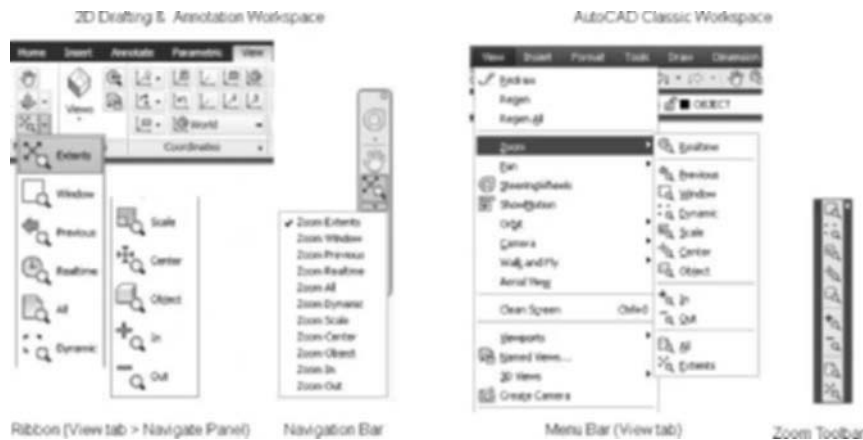 2D Drafting & Annotation Workspace
AutoCAD Classic Workspace
Home Insert Annotate Parametric View
Views
World
Coordinates
Extents
Window
Previous
Realtime
All
Dynamic
Scale
Center
Object
In
Out
Zoom Extents
Zoom Window
Zoom Previous
Zoom Realtime
Zoom All
Zoom Dynamic
Zoom Scale
Zoom Center
Zoom Object
Zoom In
Zoom Out
View Insert Format Tools Draw Dimension
OBJECT
Redraw
Regen
Regen All
Zoom
Pan
SteeringWheels
ShowMotion
Orbit
Camera
Walk and Fly
Aerial View
Clean Screen Ctrl+0
Viewports
Named Views...
3D Views
Create Camera
Realtime
Previous
Window
Dynamic
Scale
Center
Object
In
Out
All
Extents
Ribbon (View tab > Navigate Panel)
Navigation Bar
Menu Bar (View tab)
Zoom Toolbar